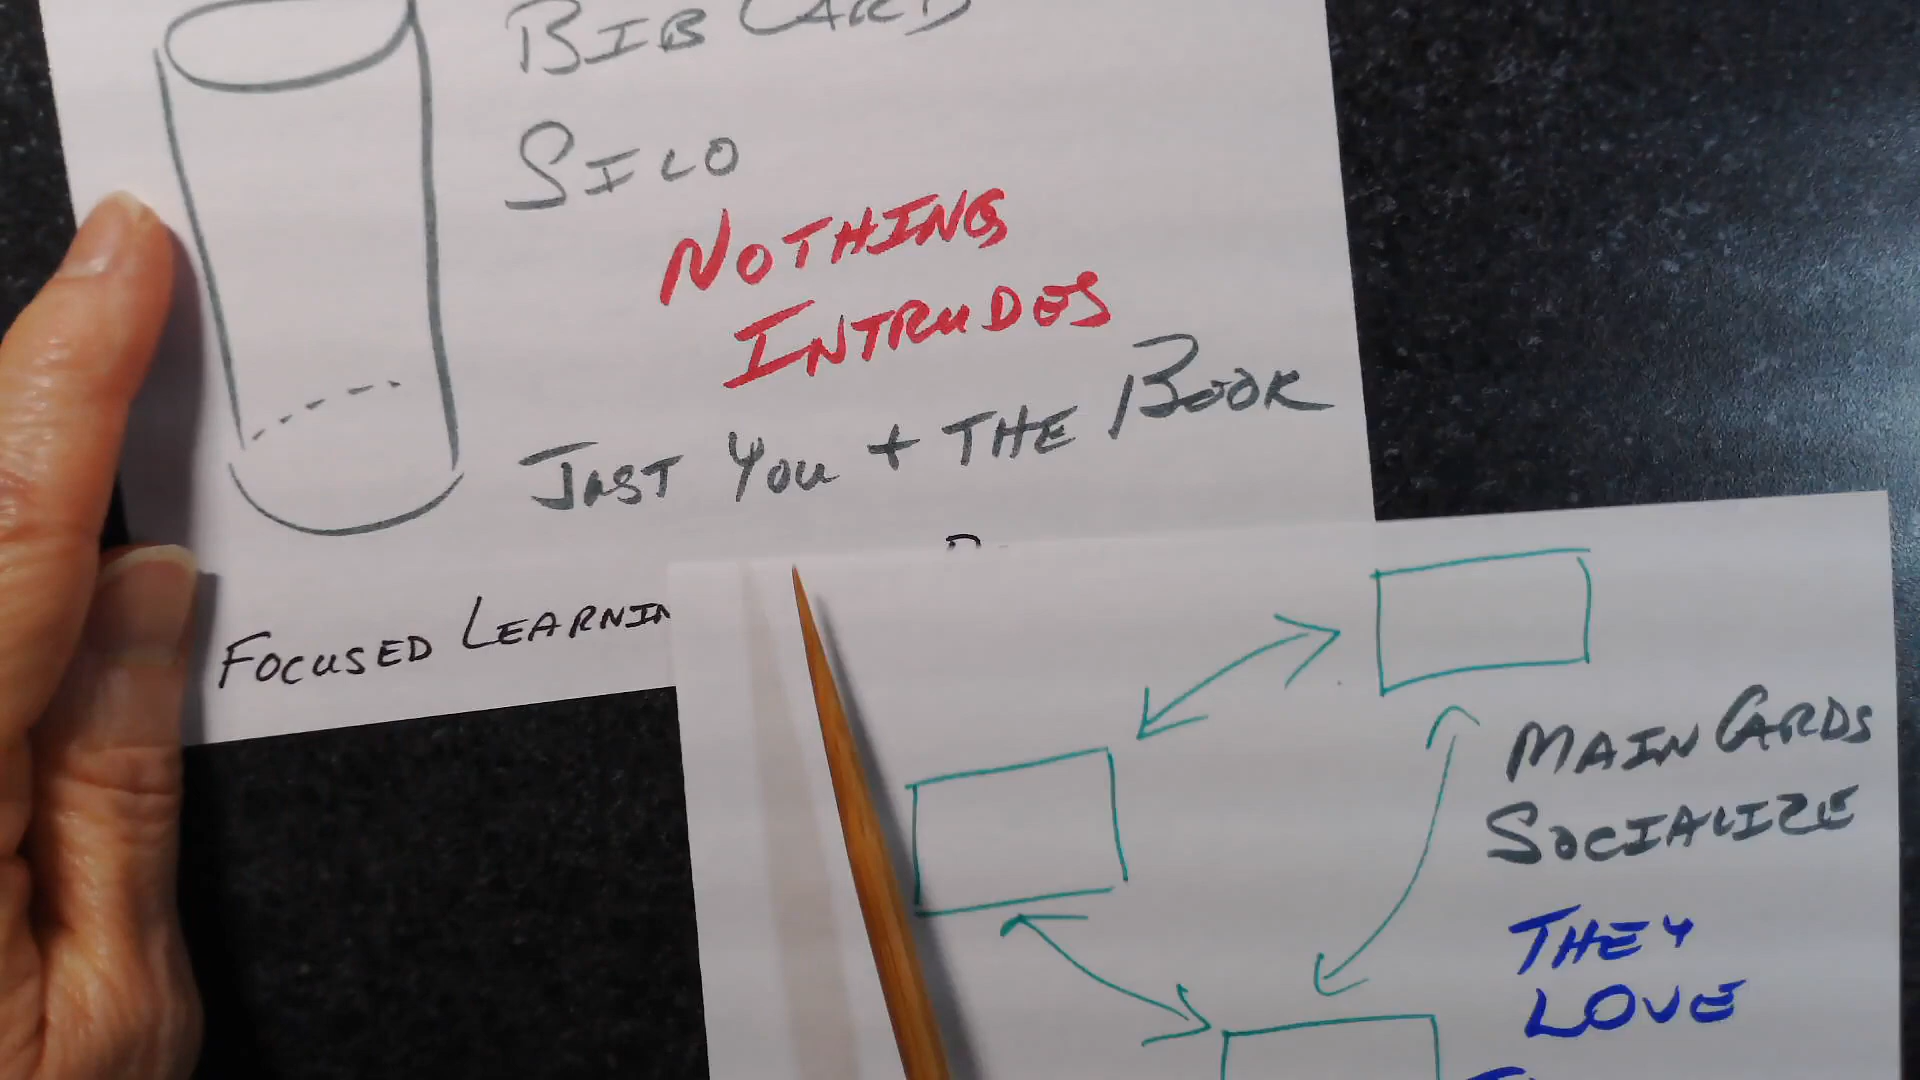 BIB CARD
SILO
NOTHING
INTRUDES
JUST YOU + THE BOOK
FOCUSED LEARNIN
MAIN CARDS
SOCIALIZE
THEY
LOVE